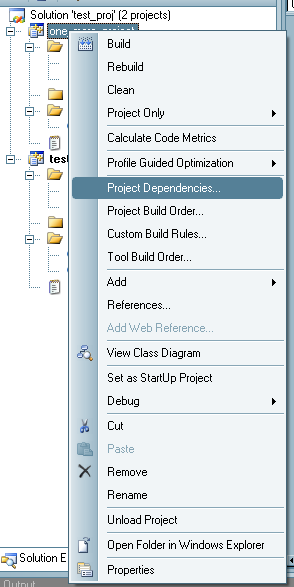 Solution 'test_proj' (2 projects)
one_more_project
Build
Rebuild
Clean
Project Only
Calculate Code Metrics
Profile Guided Optimization
test
Project Dependencies...
Project Build Order...
Custom Build Rules...
Tool Build Order...
Add
References...
Add Web Reference...
View Class Diagram
Set as StartUp Project
Debug
Cut
Paste
Remove
Rename
Unload Project
Open Folder in Windows Explorer
Solution E
Properties
Output